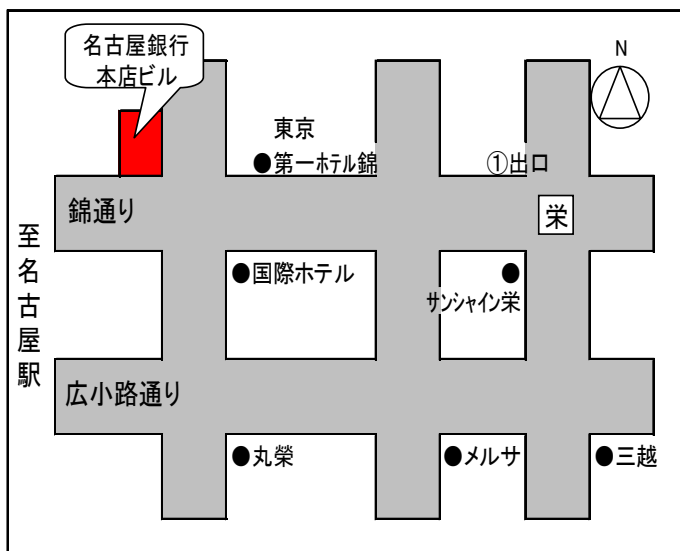 名古屋銀行
本店ビル
N
東京
●第一ホテル錦
①出口
錦通り
栄
至名古屋駅
●国際ホテル
サンシャイン栄
広小路通り
●丸榮
●メルサ
●三越